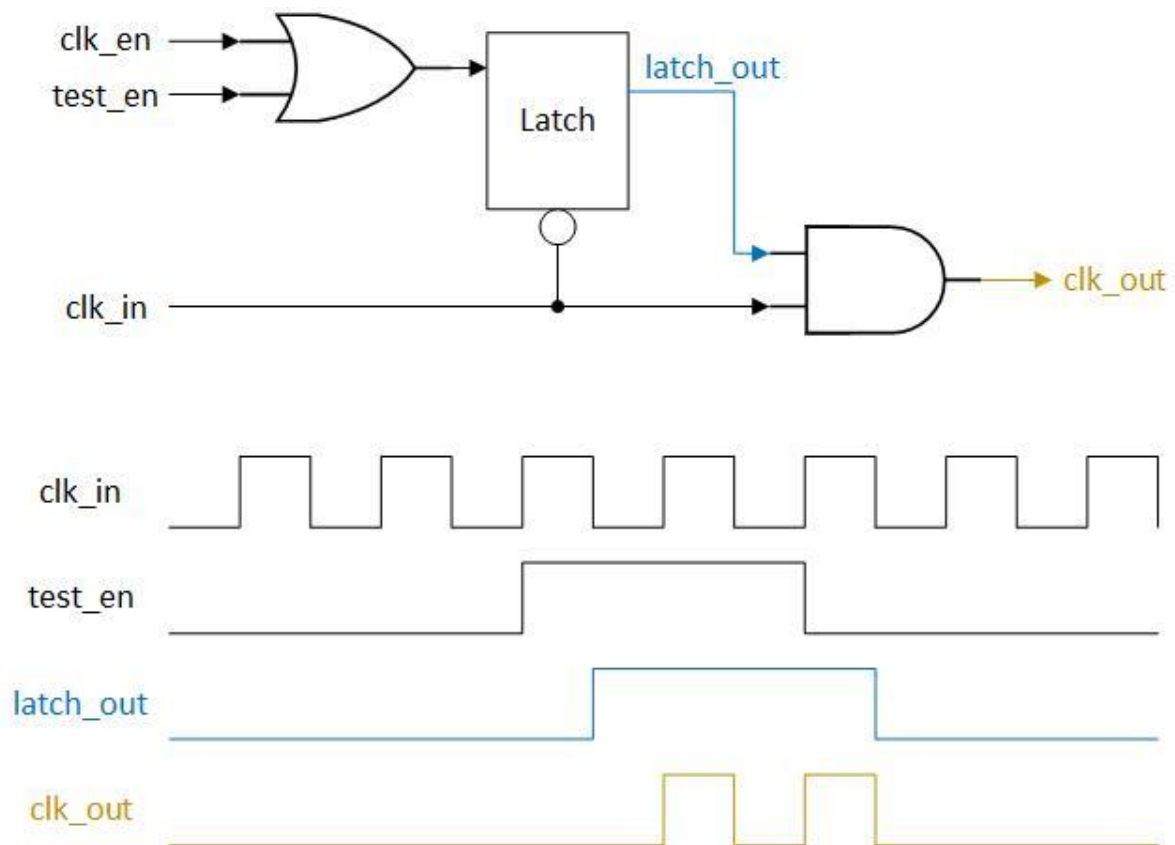 clk_en
test_en
Latch
latch_out
clk_in
clk_out
clk_in
test_en
latch_out
clk_out